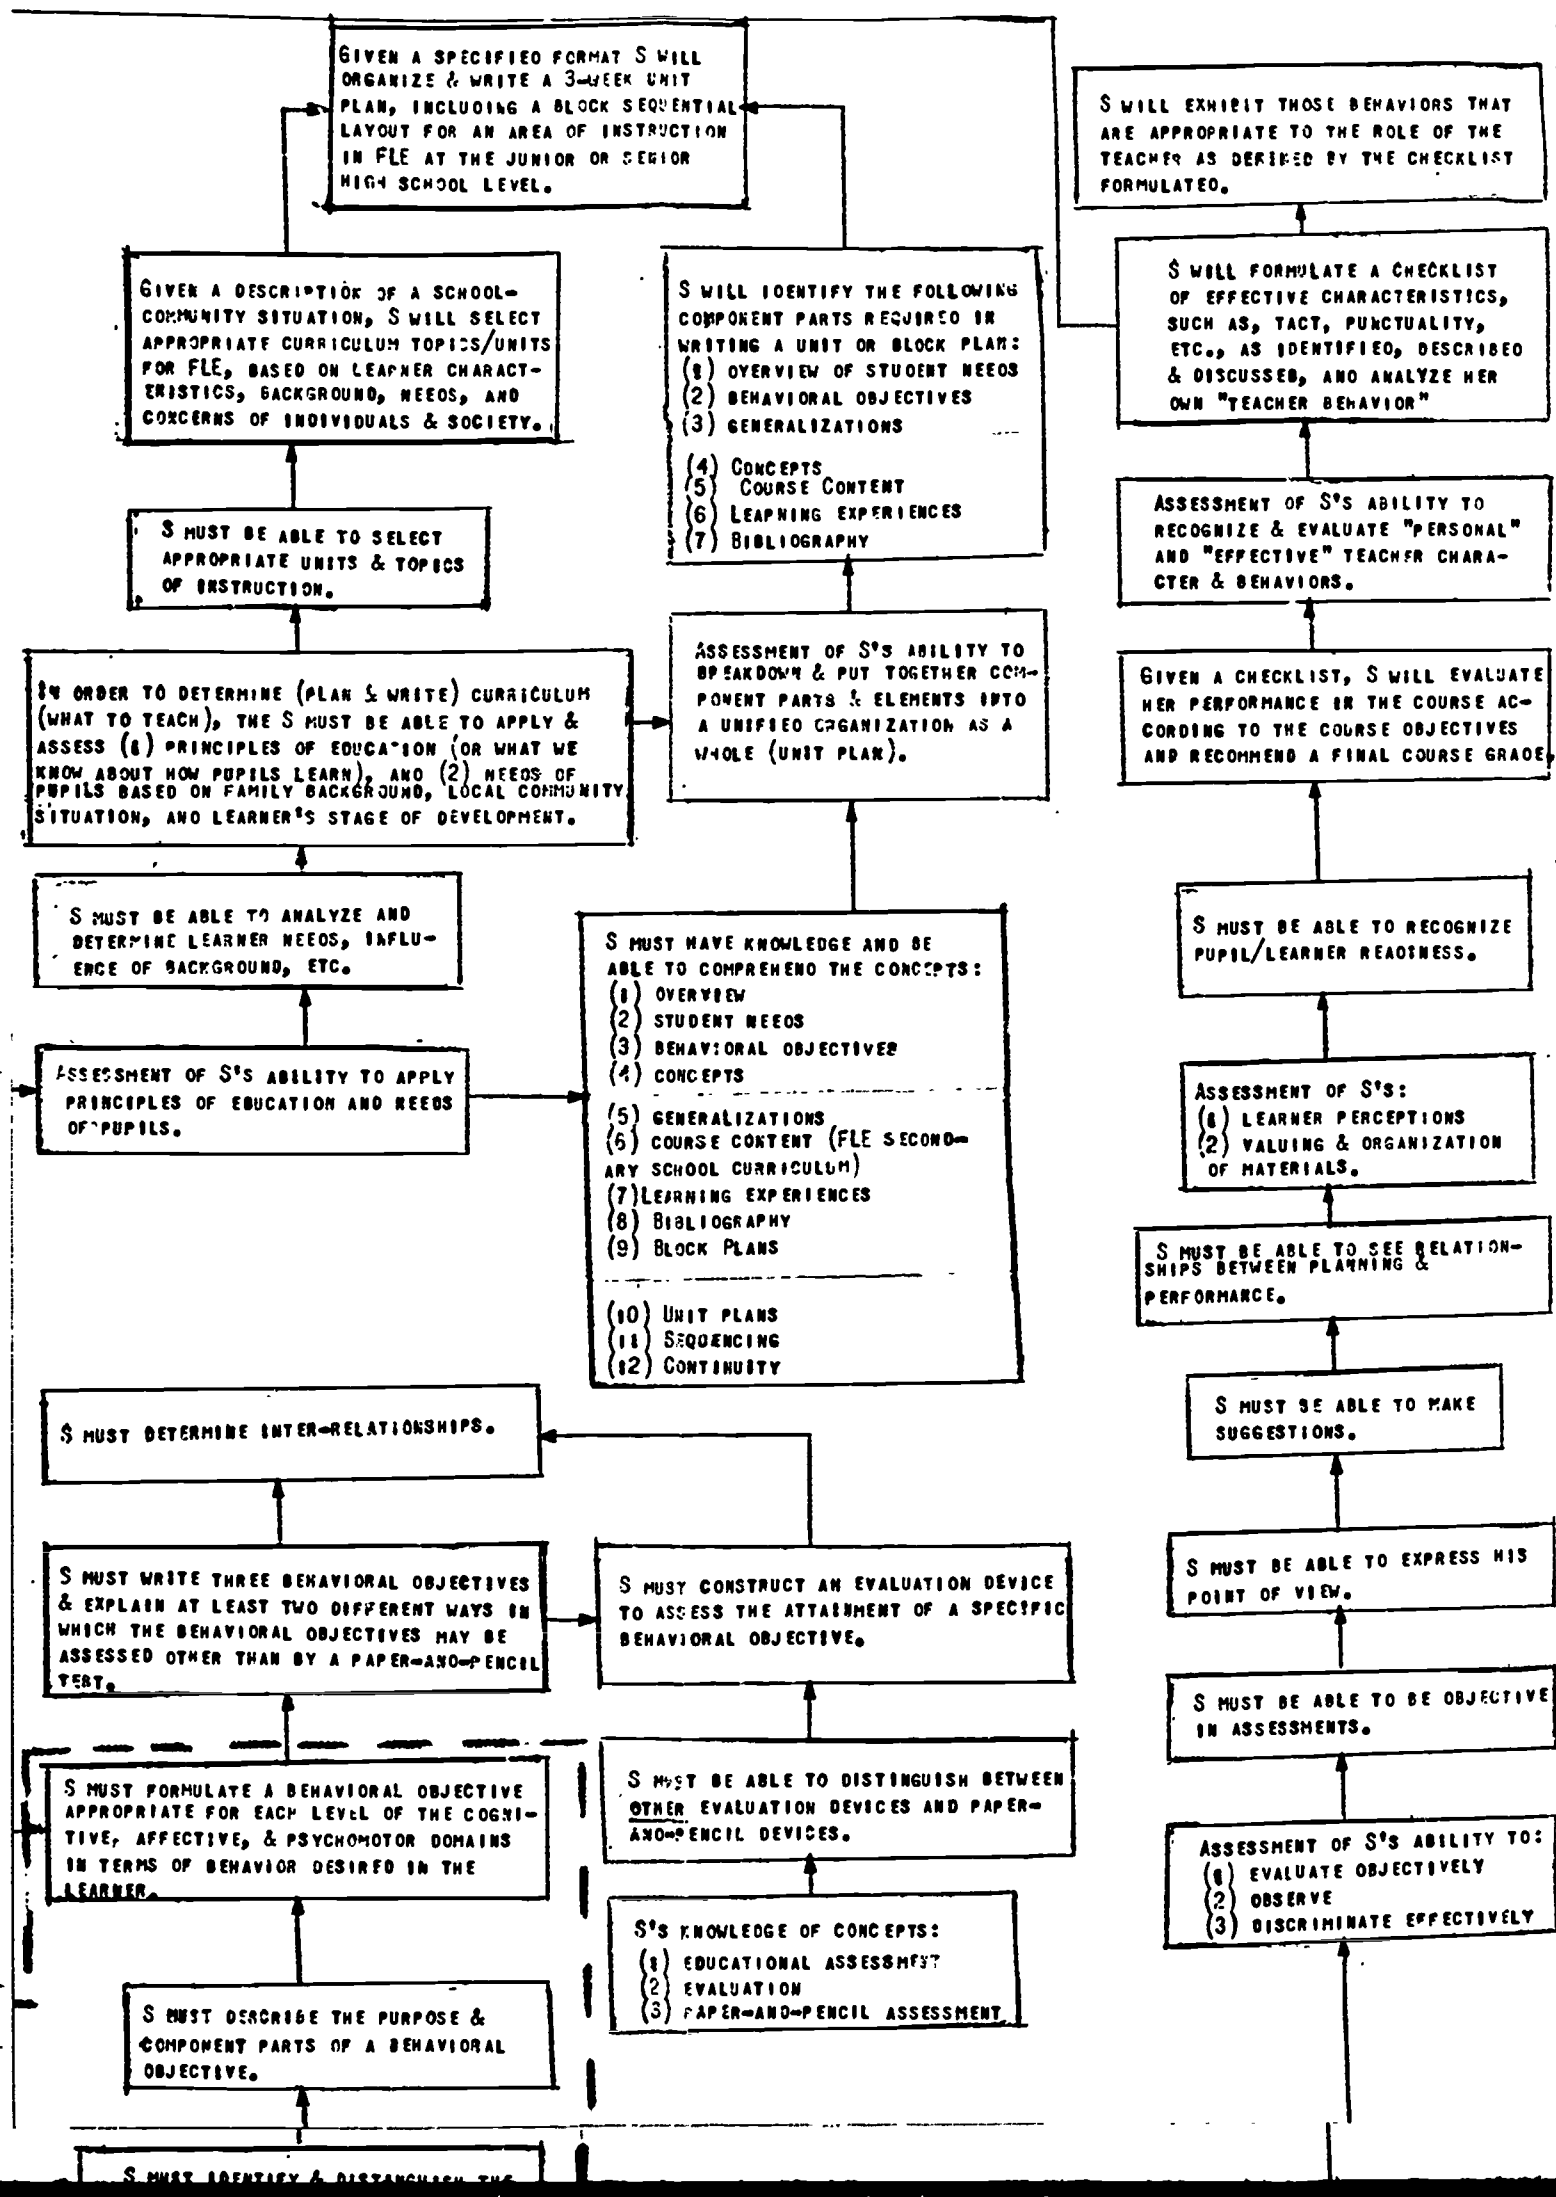 GIVEN A SPECIFIED FORMAT S WILL
ORGANIZE & WRITE A 3-WEEK UNIT
PLAN, INCLUDING A BLOCK SEQUENTIAL
LAYOUT FOR AN AREA OF INSTRUCTION
IN FLE AT THE JUNIOR OR SENIOR
HIGH SCHOOL LEVEL.
GIVEN A DESCRIPTION OF A SCHOOL-
COMMUNITY SITUATION, S WILL SELECT
APPROPRIATE CURRICULUM TOPICS/UNITS
FOR FLE, BASED ON LEARNER CHARACT-
ERISTICS, BACKGROUND, NEEDS, AND
CONCERNS OF INDIVIDUALS & SOCIETY.
S MUST BE ABLE TO SELECT
APPROPRIATE UNITS & TOPICS
OF INSTRUCTION.
IN ORDER TO DETERMINE (PLAN & WRITE) CURRICULUM
(WHAT TO TEACH), THE S MUST BE ABLE TO APPLY &
ASSESS (1) PRINCIPLES OF EDUCATION (OR WHAT WE
KNOW ABOUT HOW PUPILS LEARN), AND (2) NEEDS OF
PUPILS BASED ON FAMILY BACKGROUND, LOCAL COMMUNITY
SITUATION, AND LEARNER'S STAGE OF DEVELOPMENT.
S MUST BE ABLE TO ANALYZE AND
DETERMINE LEARNER NEEDS, INFLU-
ENCE OF BACKGROUND, ETC.
ASSESSMENT OF S'S ABILITY TO APPLY
PRINCIPLES OF EDUCATION AND NEEDS
OF PUPILS.
S WILL IDENTIFY THE FOLLOWING
COMPONENT PARTS REQUIRED IN
WRITING A UNIT OR BLOCK PLAN:
(1) OVERVIEW OF STUDENT NEEDS
(2) BEHAVIORAL OBJECTIVES
(3) GENERALIZATIONS
(4) CONCEPTS
(5) COURSE CONTENT
(6) LEARNING EXPERIENCES
(7) BIBLIOGRAPHY
ASSESSMENT OF S'S ABILITY TO
BREAKDOWN & PUT TOGETHER COM-
PONENT PARTS & ELEMENTS INTO
A UNIFIED ORGANIZATION AS A
WHOLE (UNIT PLAN).
S MUST HAVE KNOWLEDGE AND BE
ABLE TO COMPREHEND THE CONCEPTS:
(1) OVERVIEW
(2) STUDENT NEEDS
(3) BEHAVIORAL OBJECTIVES
(4) CONCEPTS
(5) GENERALIZATIONS
(6) COURSE CONTENT (FLE SECOND-
ARY SCHOOL CURRICULUM)
(7) LEARNING EXPERIENCES
(8) BIBLIOGRAPHY
(9) BLOCK PLANS
(10) UNIT PLANS
(11) SEQUENCING
(12) CONTINUITY
S MUST DETERMINE INTER-RELATIONSHIPS.
S MUST WRITE THREE BEHAVIORAL OBJECTIVES
& EXPLAIN AT LEAST TWO DIFFERENT WAYS IN
WHICH THE BEHAVIORAL OBJECTIVES MAY BE
ASSESSED OTHER THAN BY A PAPER-AND-PENCIL
TEST.
S MUST CONSTRUCT AN EVALUATION DEVICE
TO ASSESS THE ATTAINMENT OF A SPECIFIC
BEHAVIORAL OBJECTIVE.
S MUST FORMULATE A BEHAVIORAL OBJECTIVE
APPROPRIATE FOR EACH LEVEL OF THE COGNI-
TIVE, AFFECTIVE, & PSYCHOMOTOR DOMAINS
IN TERMS OF BEHAVIOR DESIRED IN THE
LEARNER.
S MUST BE ABLE TO DISTINGUISH BETWEEN
OTHER EVALUATION DEVICES AND PAPER-
AND-PENCIL DEVICES.
S'S KNOWLEDGE OF CONCEPTS:
(1) EDUCATIONAL ASSESSMENT
(2) EVALUATION
(3) PAPER-AND-PENCIL ASSESSMENT
S MUST DESCRIBE THE PURPOSE &
COMPONENT PARTS OF A BEHAVIORAL
OBJECTIVE.
S MUST IDENTIFY & DISTANGUISH THE
S WILL EXHIBIT THOSE BEHAVIORS THAT
ARE APPROPRIATE TO THE ROLE OF THE
TEACHER AS DEFINED BY THE CHECKLIST
FORMULATED.
S WILL FORMULATE A CHECKLIST
OF EFFECTIVE CHARACTERISTICS,
SUCH AS, TACT, PUNCTUALITY,
ETC., AS IDENTIFIED, DESCRIBED
& DISCUSSED, AND ANALYZE HER
OWN "TEACHER BEHAVIOR"
ASSESSMENT OF S'S ABILITY TO
RECOGNIZE & EVALUATE "PERSONAL"
AND "EFFECTIVE" TEACHER CHARA-
CTER & BEHAVIORS.
GIVEN A CHECKLIST, S WILL EVALUATE
HER PERFORMANCE IN THE COURSE AC-
CORDING TO THE COURSE OBJECTIVES
AND RECOMMEND A FINAL COURSE GRADE.
S MUST BE ABLE TO RECOGNIZE
PUPIL/LEARNER READINESS.
ASSESSMENT OF S'S:
(1) LEARNER PERCEPTIONS
(2) VALUING & ORGANIZATION
OF MATERIALS.
S MUST BE ABLE TO SEE RELATION-
SHIPS BETWEEN PLANNING &
PERFORMANCE.
S MUST BE ABLE TO MAKE
SUGGESTIONS.
S MUST BE ABLE TO EXPRESS HIS
POINT OF VIEW.
S MUST BE ABLE TO BE OBJECTIVE
IN ASSESSMENTS.
ASSESSMENT OF S'S ABILITY TO:
(1) EVALUATE OBJECTIVELY
(2) OBSERVE
(3) DISCRIMINATE EFFECTIVELY